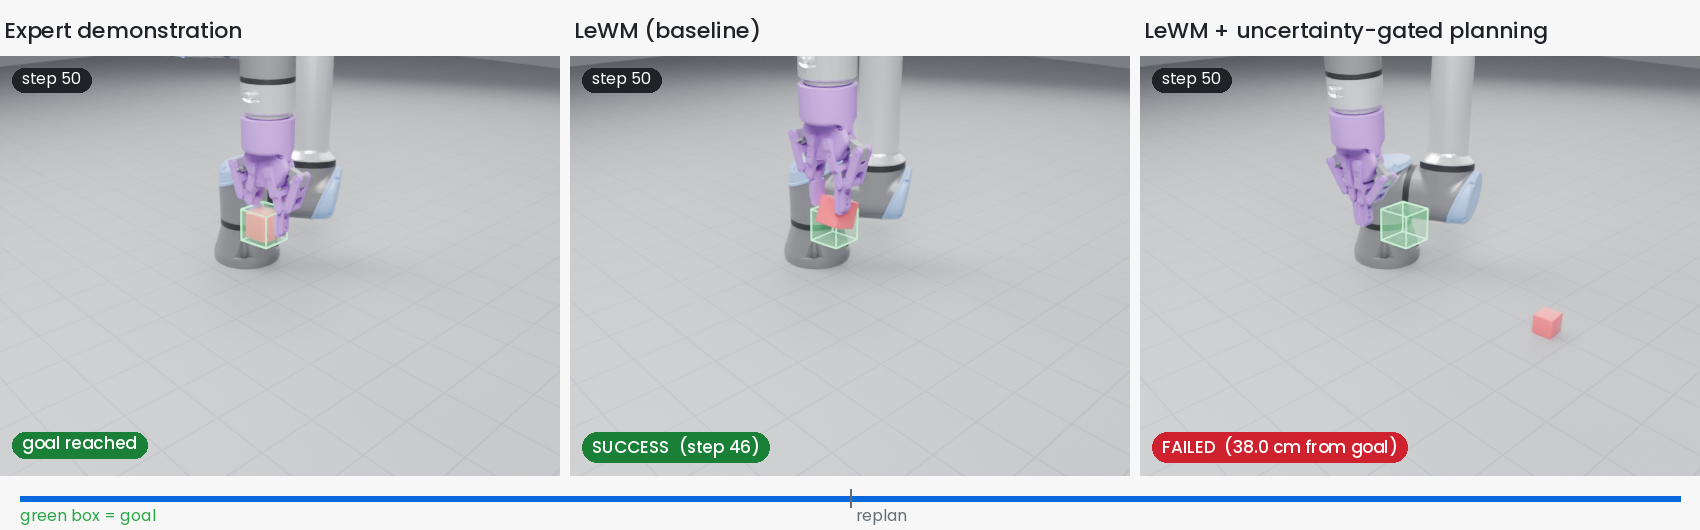 Expert demonstration
LeWM (baseline)
LeWM + uncertainty-gated planning
step 50
step 50
step 50
goal reached
SUCCESS (step 46)
FAILED (38.0 cm from goal)
green box = goal
replan